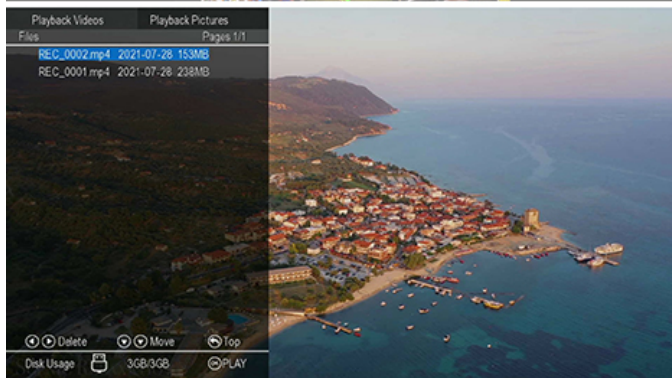 Playback Videos Playback Pictures
Files Pages 1/1
REC_0002.mp4 2021-07-28 153MB
REC_0001.mp4 2021-07-28 238MB
Delete Move Top
Disk Usage 3GB/3GB OK PLAY